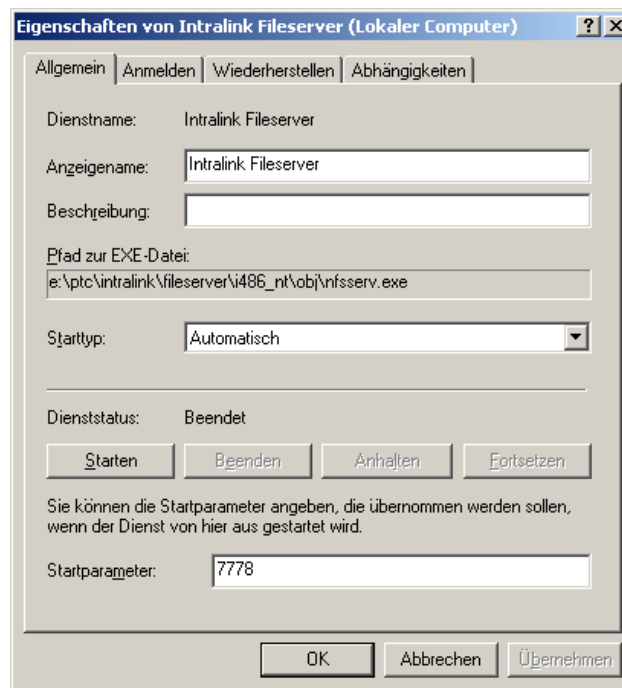 Eigenschaften von Intralink Fileserver (Lokaler Computer)
Allgemein Anmelden Wiederherstellen Abhängigkeiten
Dienstname: Intralink Fileserver
Anzeigename: Intralink Fileserver
Beschreibung:
Pfad zur EXE-Datei:
e:\ptc\intralink\fileserver\i486_nt\obj\nfsserv.exe
Starttyp: Automatisch
Dienststatus: Beendet
Starten Beenden Anhalten Fortsetzen
Sie können die Startparameter angeben, die übernommen werden sollen,
wenn der Dienst von hier aus gestartet wird.
Startparameter: 7778
OK Abbrechen Übernehmen